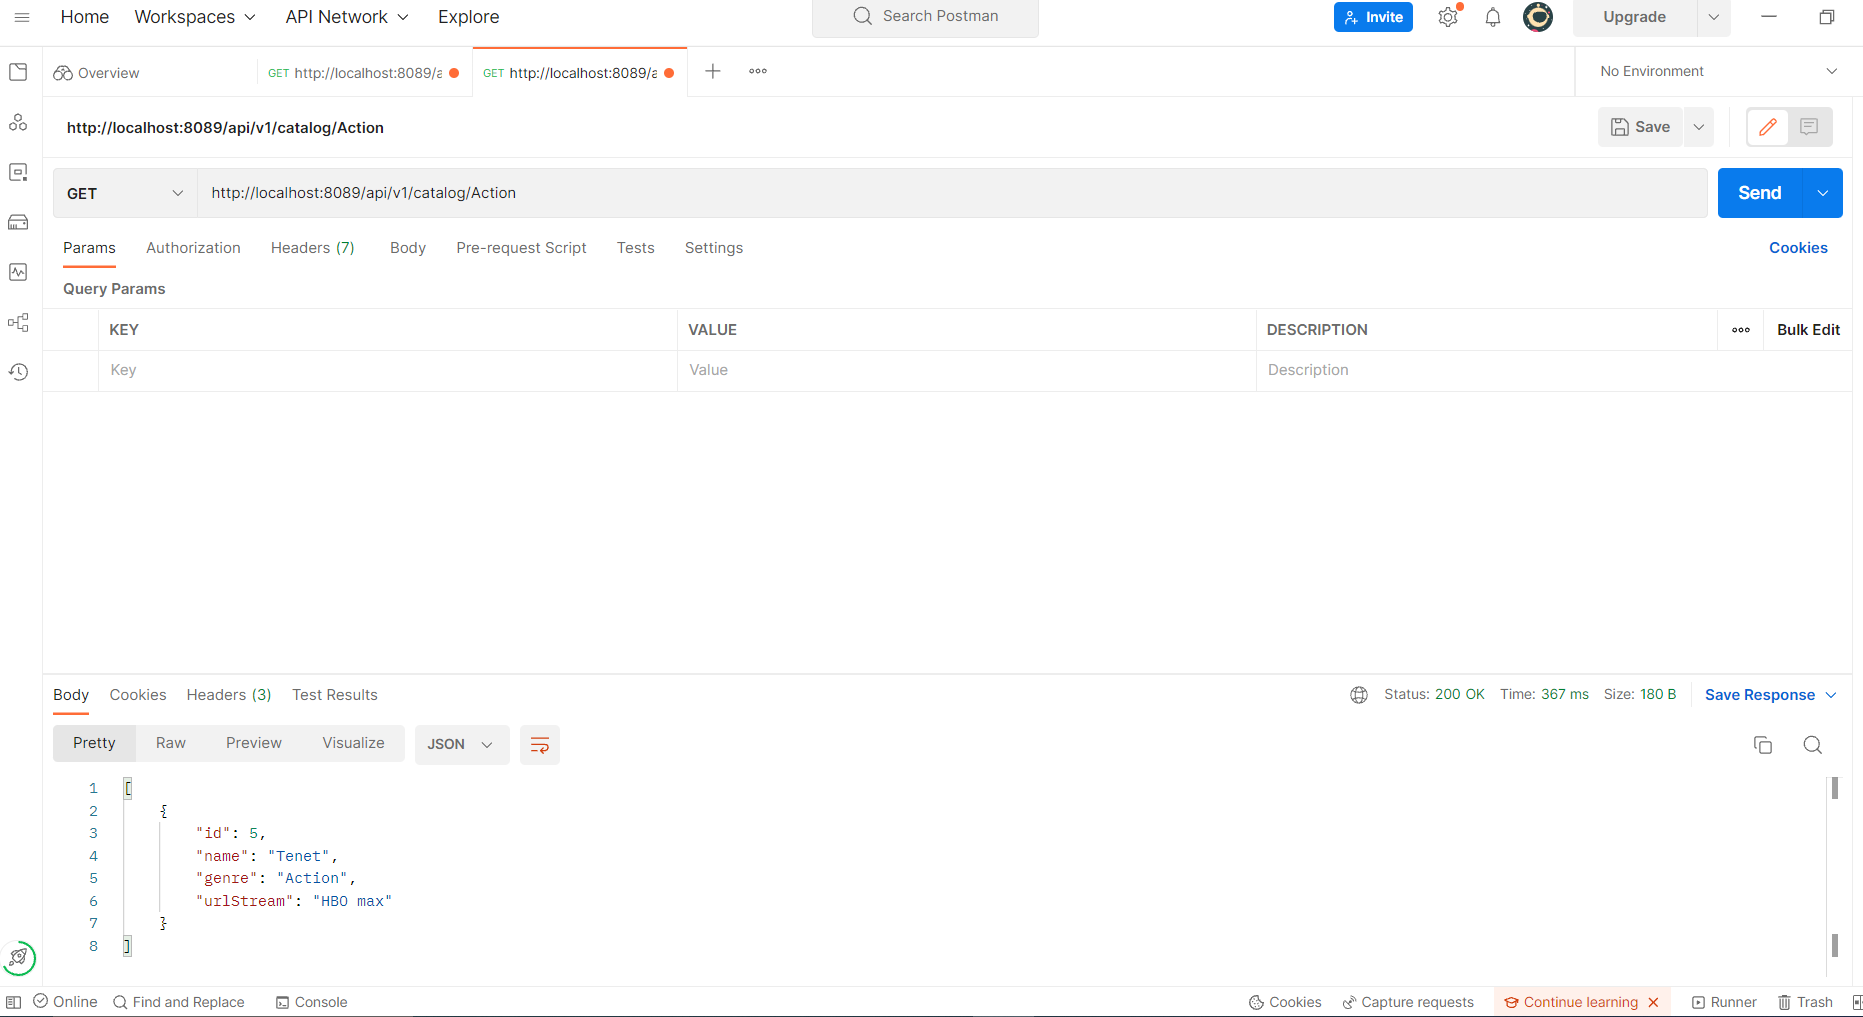 Home Workspaces API Network Explore Search Postman Invite Upgrade
Overview GET http://localhost:8089/a GET http://localhost:8089/a No Environment
http://localhost:8089/api/v1/catalog/Action Save
GET http://localhost:8089/api/v1/catalog/Action Send
Params Authorization Headers (7) Body Pre-request Script Tests Settings Cookies
Query Params
KEY VALUE DESCRIPTION Bulk Edit
Key Value Description
Body Cookies Headers (3) Test Results Status: 200 OK Time: 367 ms Size: 180 B Save Response
Pretty Raw Preview Visualize JSON
1 [
2 {
3 "id": 5,
4 "name": "Tenet",
5 "genre": "Action",
6 "urlStream": "HBO max"
7 }
8 ]
Online Find and Replace Console Cookies Capture requests Continue learning Runner Trash